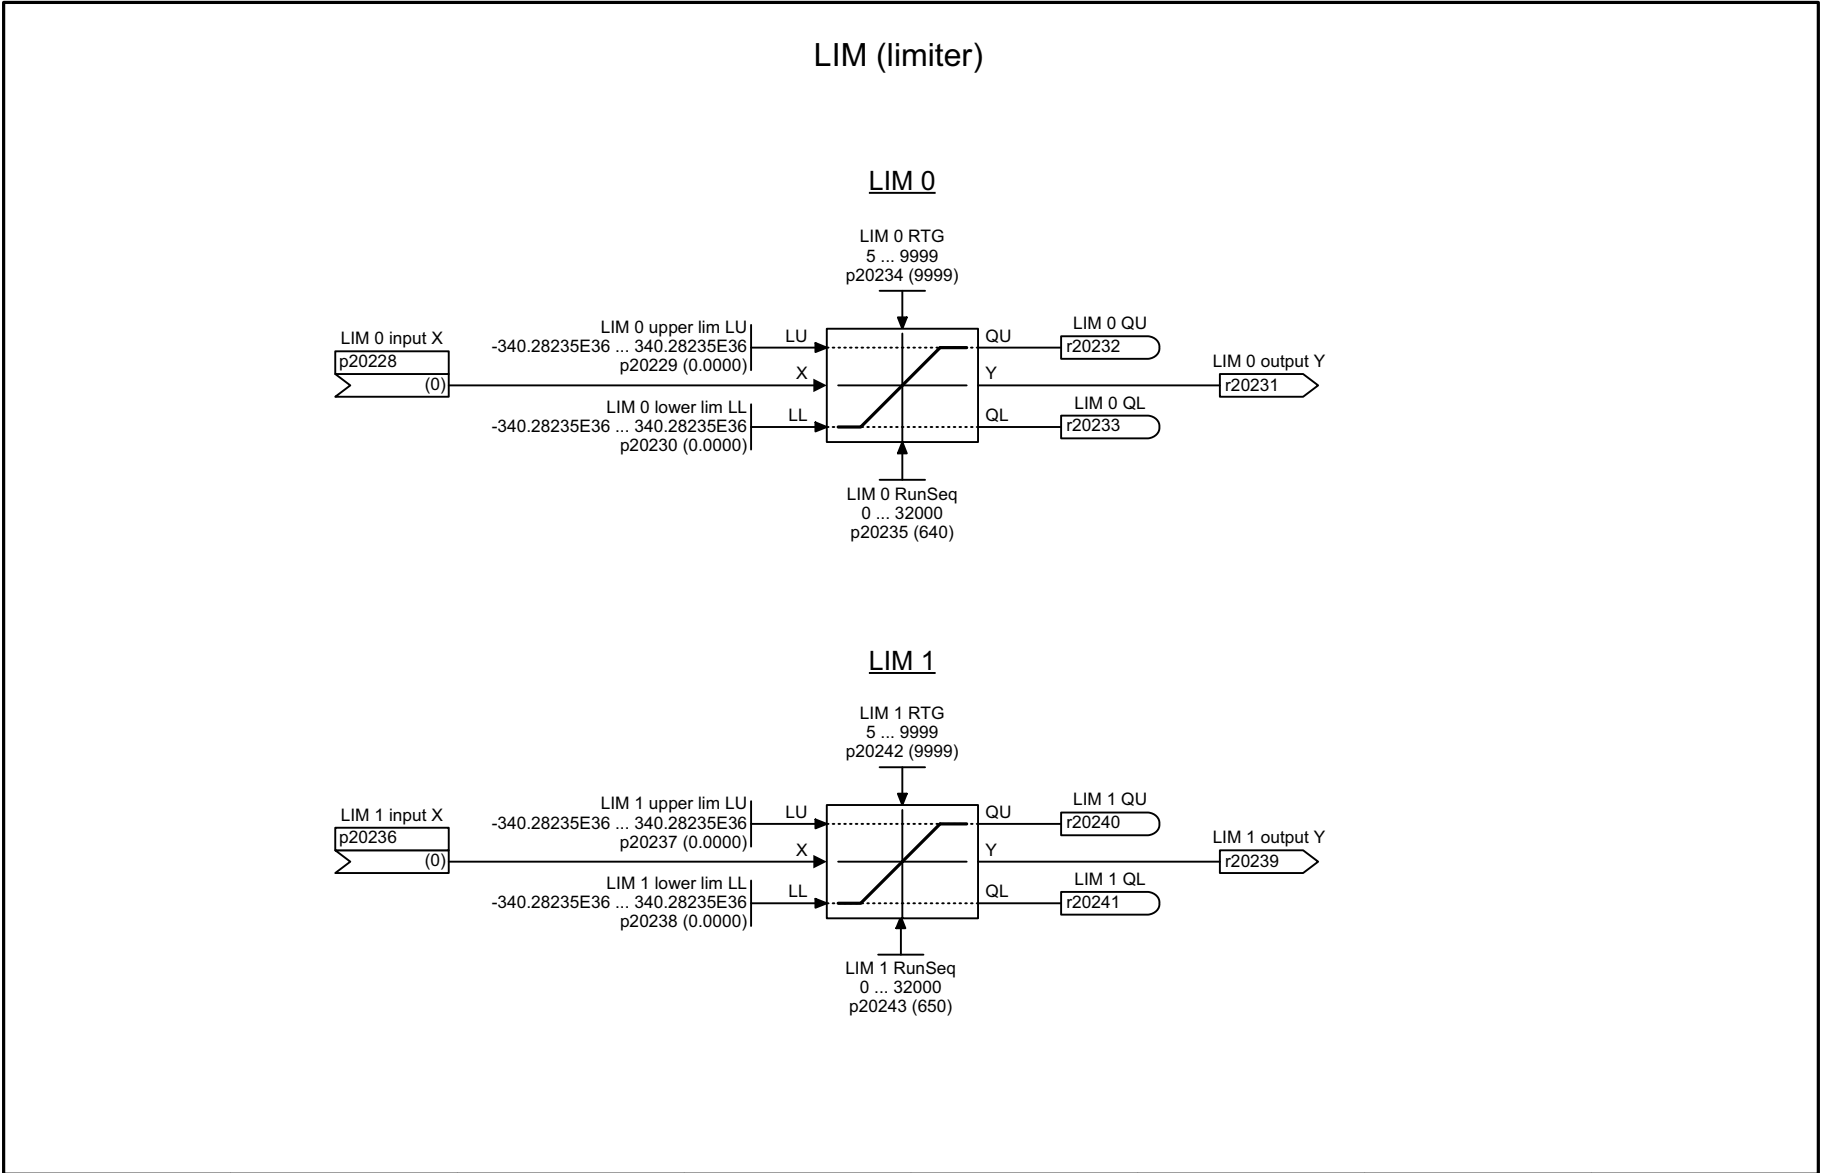 LIM (limiter)
LIM 0
LIM 0 RTG
5 ... 9999
p20234 (9999)
LIM 0 input X
p20228
(0)
LIM 0 upper lim LU
-340.28235E36 ... 340.28235E36
p20229 (0.0000)
LIM 0 lower lim LL
-340.28235E36 ... 340.28235E36
p20230 (0.0000)
LU
X
LL
QU
Y
QL
LIM 0 QU
r20232
LIM 0 output Y
r20231
LIM 0 QL
r20233
LIM 0 RunSeq
0 ... 32000
p20235 (640)
LIM 1
LIM 1 RTG
5 ... 9999
p20242 (9999)
LIM 1 input X
p20236
(0)
LIM 1 upper lim LU
-340.28235E36 ... 340.28235E36
p20237 (0.0000)
LIM 1 lower lim LL
-340.28235E36 ... 340.28235E36
p20238 (0.0000)
LU
X
LL
QU
Y
QL
LIM 1 QU
r20240
LIM 1 output Y
r20239
LIM 1 QL
r20241
LIM 1 RunSeq
0 ... 32000
p20243 (650)